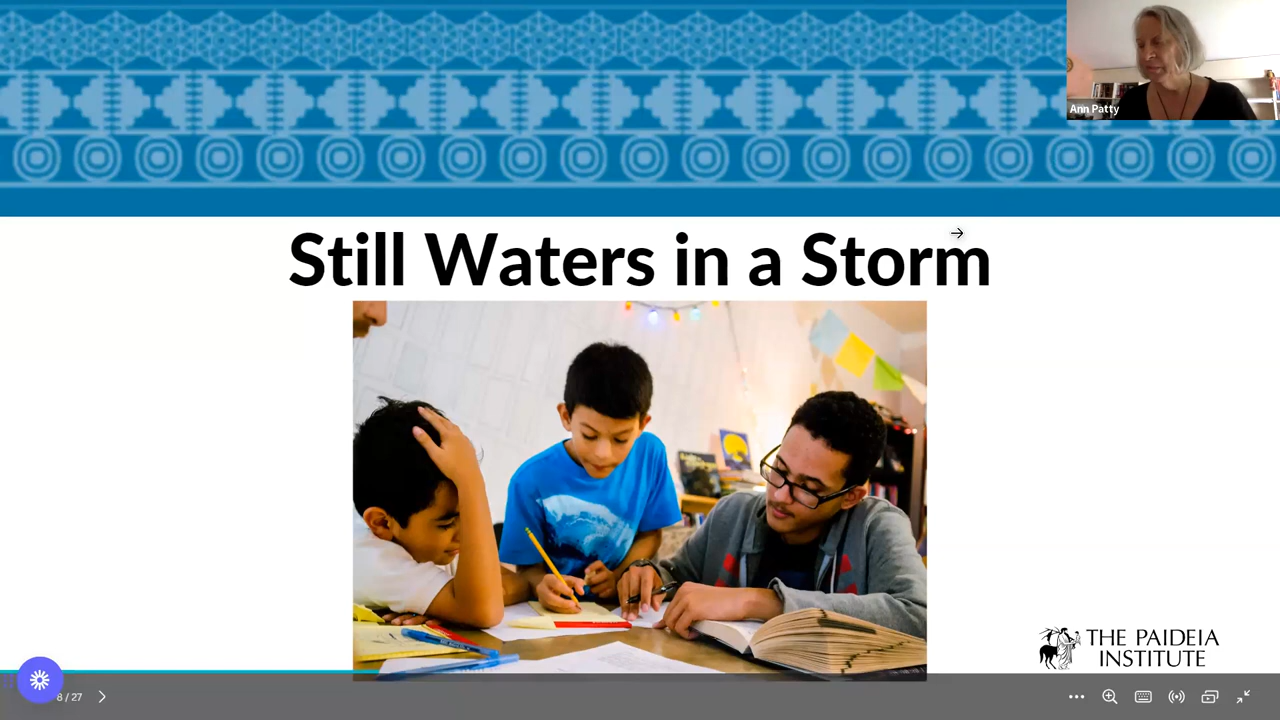 Ann Patty
Still Waters in a Storm
THE PAIDEIA
INSTITUTE
8 / 27